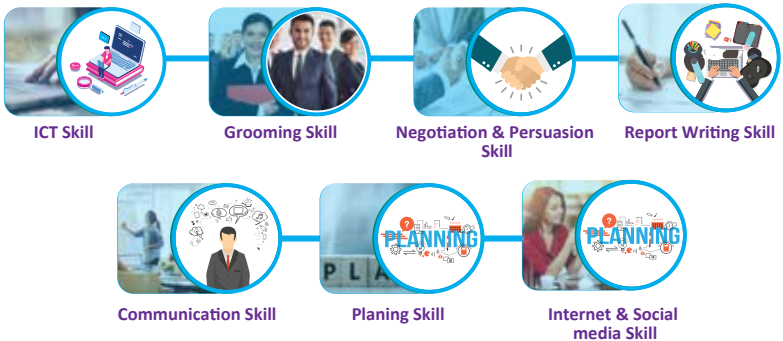 ICT Skill
Grooming Skill
Negotiation & Persuasion
Skill
Report Writing Skill
PLANNING
PLA
PLANNING
Communication Skill
Planing Skill
Internet & Social
media Skill